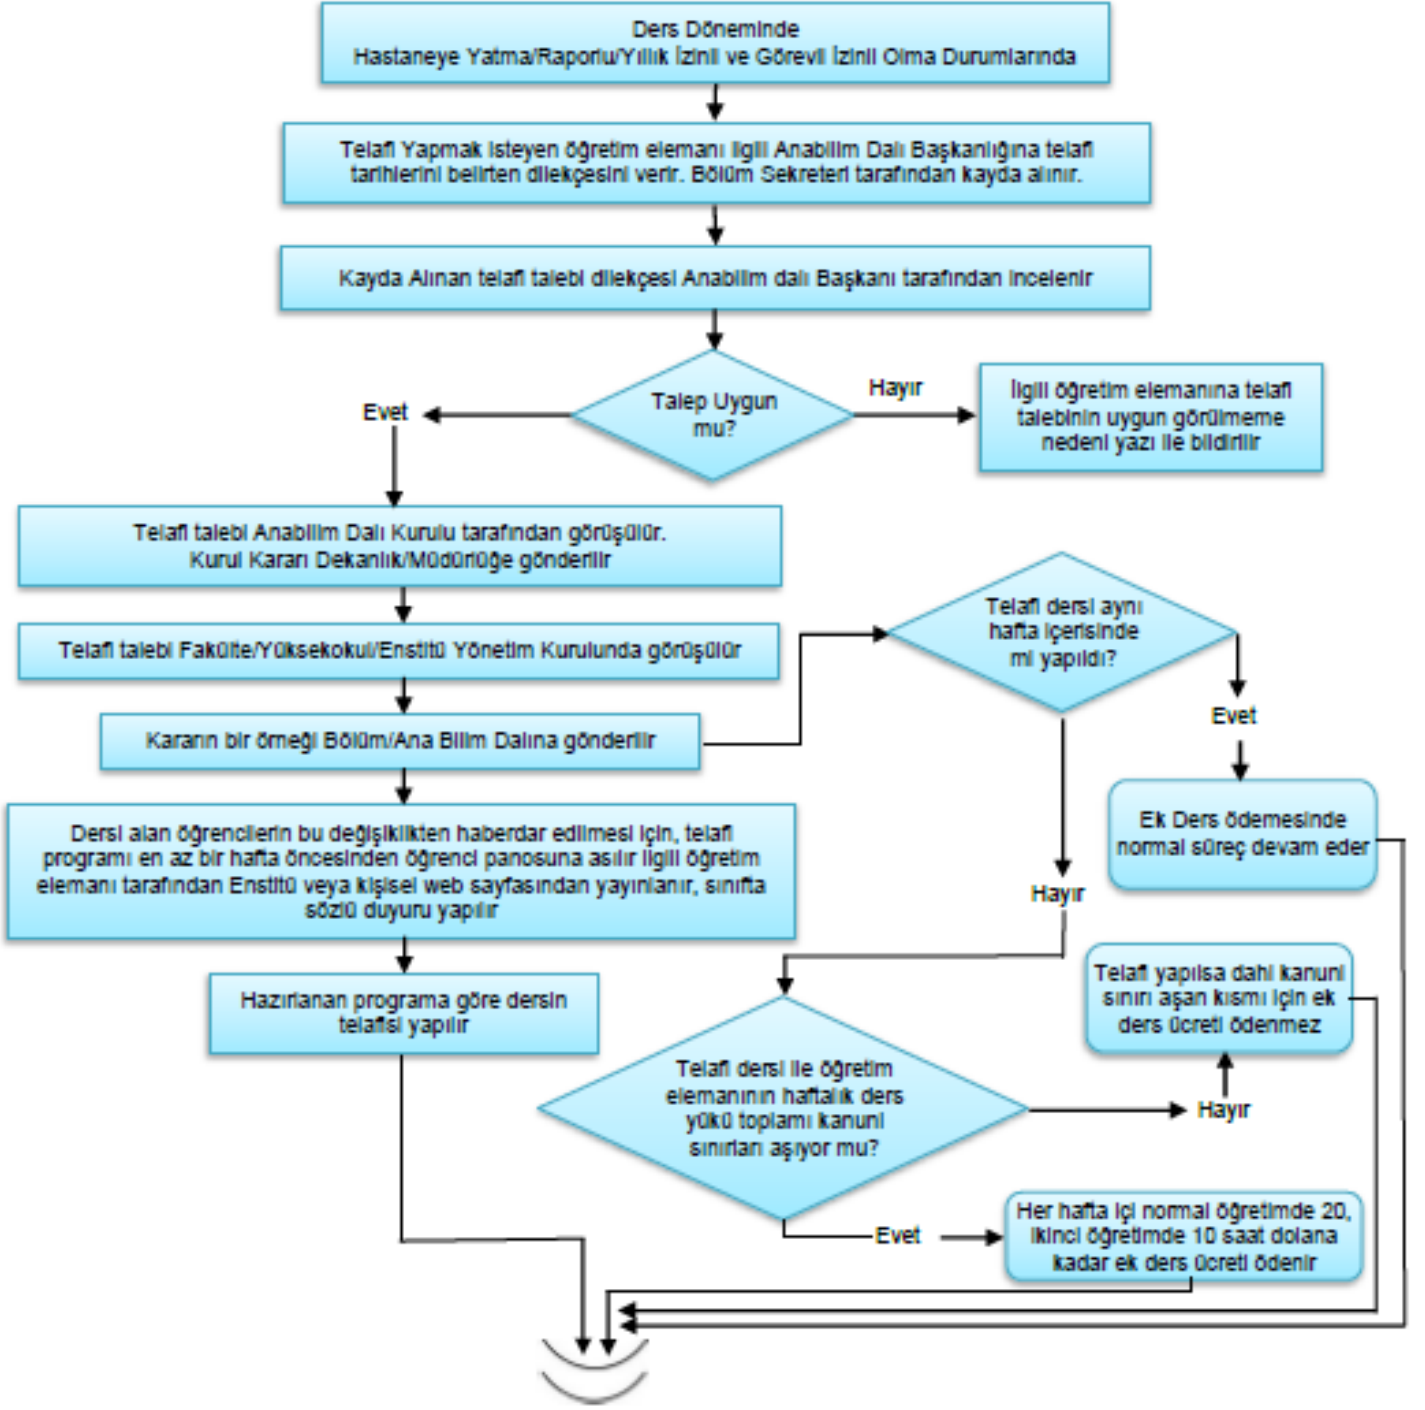 Ders Döneminde
Hastaneye Yatma/Raporlu/Yıllık İzinli ve Görevli İzinli Olma Durumlarında
Telafi Yapmak isteyen öğretim elemanı ilgili Anabilim Dalı Başkanlığına telafi
tarihlerini belirten dilekçesini verir. Bölüm Sekreteri tarafından kayda alınır.
Kayda Alınan telafi talebi dilekçesi Anabilim dalı Başkanı tarafından incelenir
Talep Uygun
mu?
Evet
Hayır
İlgili öğretim elemanına telafi
talebinin uygun görülmeme
nedeni yazı ile bildirilir
Telafi talebi Anabilim Dalı Kurulu tarafından görüşülür.
Kurul Kararı Dekanlık/Müdürlüğe gönderilir
Telafi talebi Fakülte/Yüksekokul/Enstitü Yönetim Kurulunda görüşülür
Kararın bir örneği Bölüm/Ana Bilim Dalına gönderilir
Dersi alan öğrencilerin bu değişiklikten haberdar edilmesi için, telafi
programı en az bir hafta öncesinden öğrenci panosuna asılır ilgili öğretim
elemanı tarafından Enstitü veya kişisel web sayfasından yayınlanır, sınıfta
sözlü duyuru yapılır
Hazırlanan programa göre dersin
telafisi yapılır
Telafi dersi aynı
hafta içerisinde
mi yapıldı?
Evet
Ek Ders ödemesinde
normal süreç devam eder
Hayır
Telafi yapılsa dahi kanuni
sınırı aşan kısmı için ek
ders ücreti ödenmez
Telafi dersi ile öğretim
elemanının haftalık ders
yükü toplamı kanuni
sınırları aşıyor mu?
Hayır
Evet
Her hafta içi normal öğretimde 20,
ikinci öğretimde 10 saat dolana
kadar ek ders ücreti ödenir